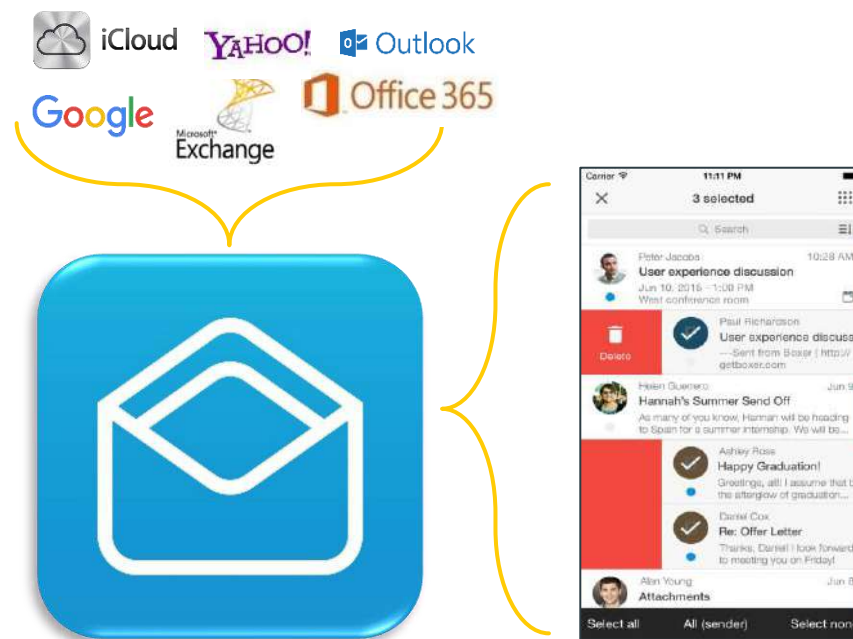 iCloud
YAHOO!
Outlook
Google
Microsoft®
Exchange
Office 365
Carrier
11:11 PM
3 selected
Search
Peter Jacobs
10:28 AM
User experience discussion
Jun 10, 2015 - 1:00 PM
West conference room
Delete
Paul Richardson
User experience discuss
---Sent from Boxer | http://
getboxer.com
Helen Guerrero
Jun 9
Hannah's Summer Send Off
As many of you know, Hannah will be heading
to Spain for a summer internship. We will be...
Ashley Ross
Happy Graduation!
Greetings, all! I assume that
the afterglow of graduation...
Daniel Cox
Re: Offer Letter
Thanks, Daniel! I look forward
to meeting you on Friday!
Alan Young
Jun 8
Attachments
Select all
All (sender)
Select non